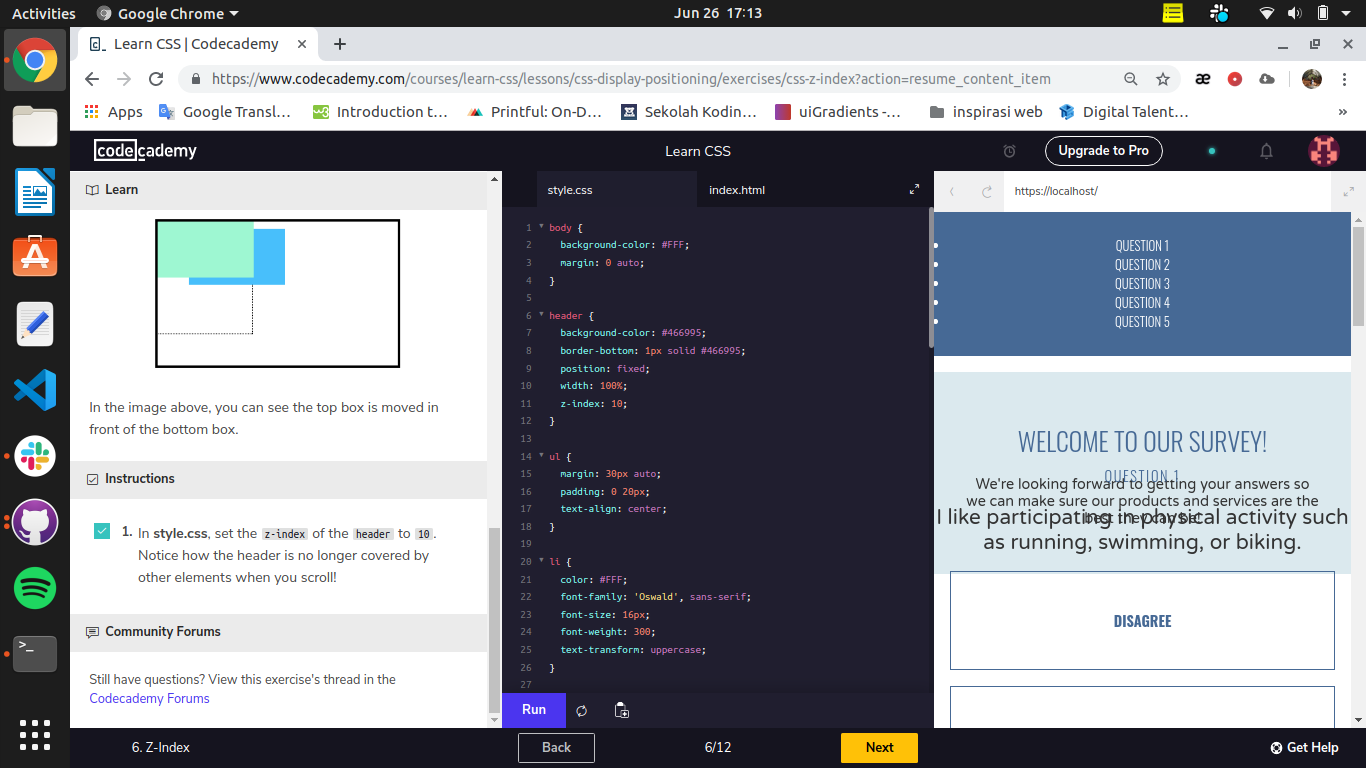 Activities
Google Chrome
Jun 26 17:13
Learn CSS | Codecademy
https://www.codecademy.com/courses/learn-css/lessons/css-display-positioning/exercises/css-z-index?action=resume_content_item
Apps
Google Transl...
Introduction t...
Printful: On-D...
Sekolah Kodin...
uiGradients -...
inspirasi web
Digital Talent...
»
codecademy
Learn CSS
Upgrade to Pro
Learn
In the image above, you can see the top box is moved in
front of the bottom box.
Instructions
1. In style.css, set the z-index of the header to 10.
Notice how the header is no longer covered by
other elements when you scroll!
Community Forums
Still have questions? View this exercise's thread in the
Codecademy Forums
style.css
index.html
1 body {
2 background-color: #FFF;
3 margin: 0 auto;
4 }
5
6 header {
7 background-color: #466995;
8 border-bottom: 1px solid #466995;
9 position: fixed;
10 width: 100%;
11 z-index: 10;
12 }
13
14 ul {
15 margin: 30px auto;
16 padding: 0 20px;
17 text-align: center;
18 }
19
20 li {
21 color: #FFF;
22 font-family: 'Oswald', sans-serif;
23 font-size: 16px;
24 font-weight: 300;
25 text-transform: uppercase;
26 }
27
Run
https://localhost/
QUESTION 1
QUESTION 2
QUESTION 3
QUESTION 4
QUESTION 5
WELCOME TO OUR SURVEY!
QUESTION 1
We're looking forward to getting your answers so
we can make sure our products and services are the
best they can be!
I like participating in physical activity such
as running, swimming, or biking.
DISAGREE
6. Z-Index
Back
6/12
Next
Get Help